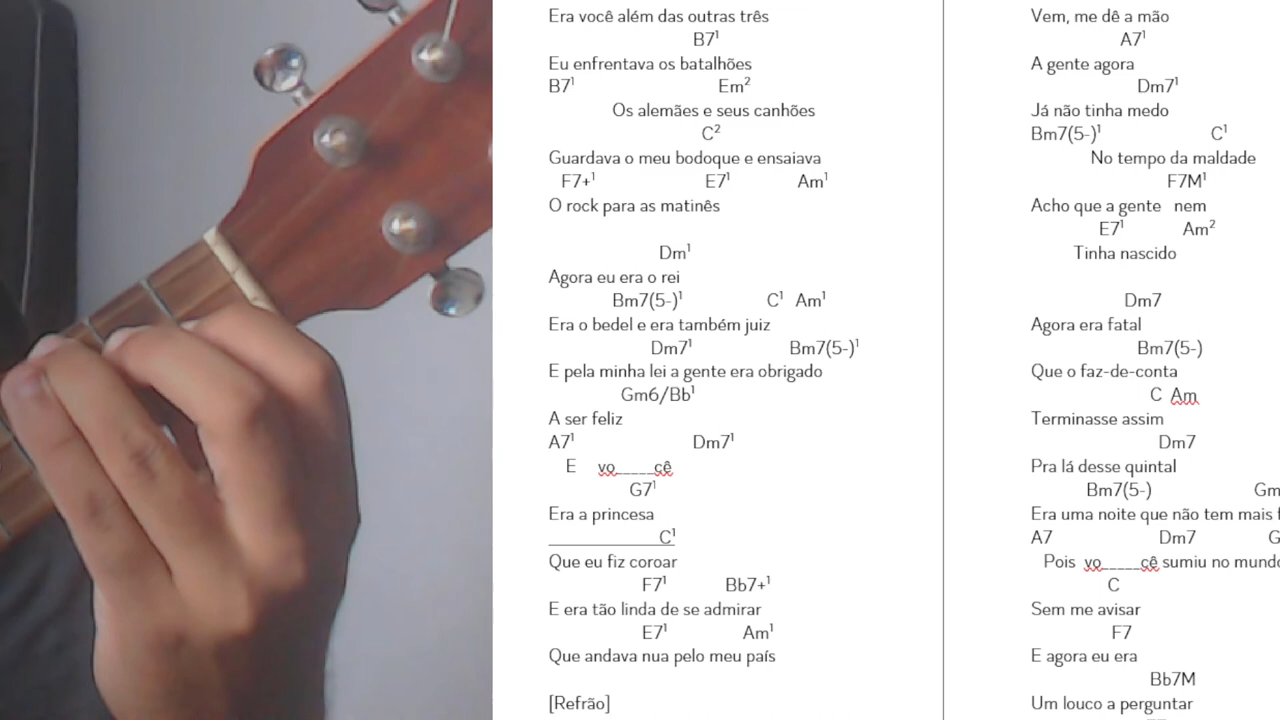 Era você além das outras três
B7¹
Eu enfrentava os batalhões
B7¹ Em²
Os alemães e seus canhões
C²
Guardava o meu bodoque e ensaiava
F7+¹ E7¹ Am¹
O rock para as matinês
Dm¹
Agora eu era o rei
Bm7(5-)¹ C¹ Am¹
Era o bedel e era também juiz
Dm7¹ Bm7(5-)¹
E pela minha lei a gente era obrigado
Gm6/Bb¹
A ser feliz
A7¹ Dm7¹
E vo_____cê
G7¹
Era a princesa
C¹
Que eu fiz coroar
F7¹ Bb7+¹
E era tão linda de se admirar
E7¹ Am¹
Que andava nua pelo meu país
[Refrão]
Vem, me dê a mão
A7¹
A gente agora
Dm7¹
Já não tinha medo
Bm7(5-)¹ C¹
No tempo da maldade
F7M¹
Acho que a gente nem
E7¹ Am²
Tinha nascido
Dm7
Agora era fatal
Bm7(5-)
Que o faz-de-conta
C Am
Terminasse assim
Dm7
Pra lá desse quintal
Bm7(5-) Gm
Era uma noite que não tem mais f
A7 Dm7 G
Pois vo_____cê sumiu no mundo
C
Sem me avisar
F7
E agora eu era
Bb7M
Um louco a perguntar